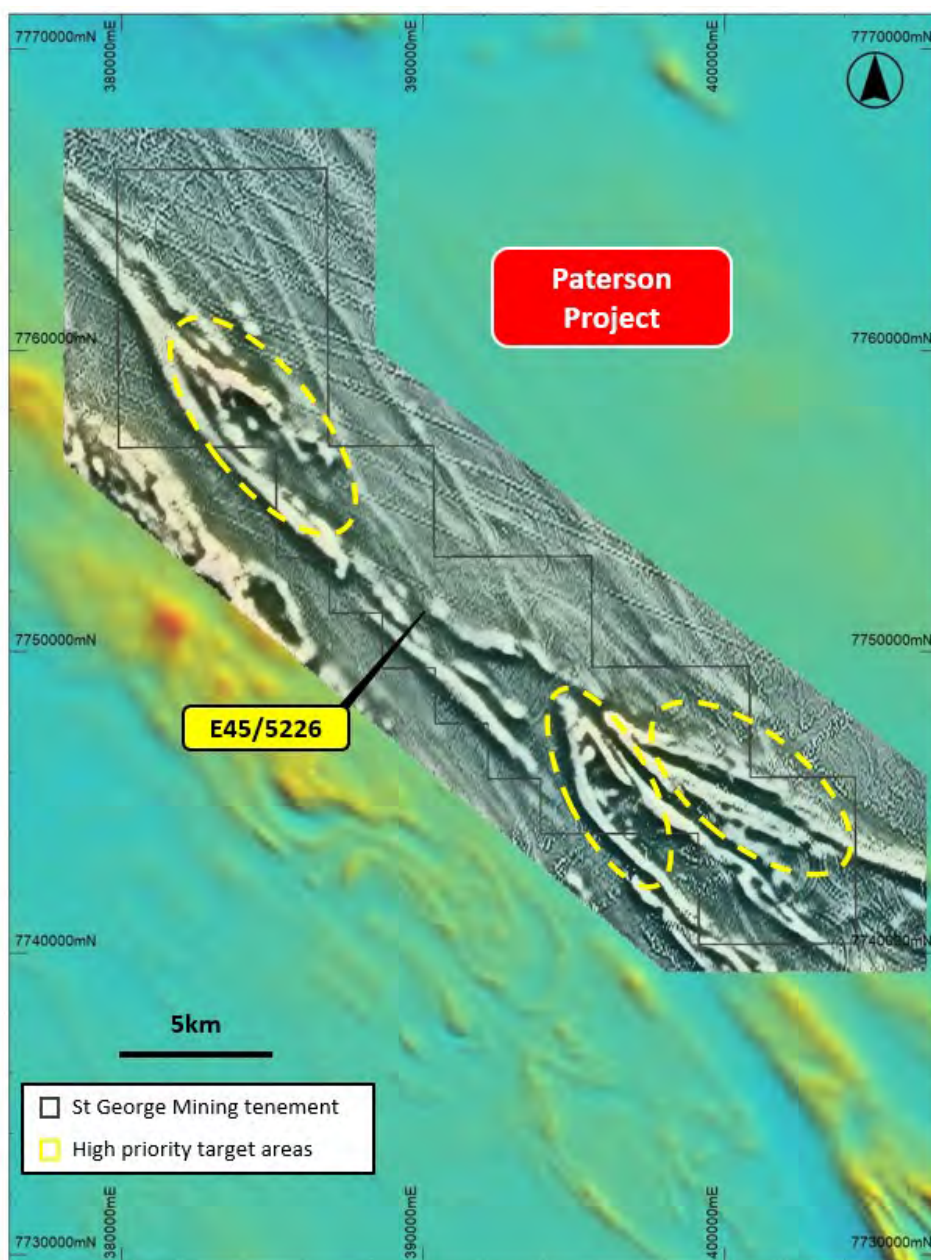 380000mE
390000mE
400000mE
7770000mN
7770000mN
Paterson
Project
7760000mN
7760000mN
7750000mN
7750000mN
E45/5226
7740000mN
7740000mN
5km
St George Mining tenement
High priority target areas
380000mE
390000mE
400000mE
7730000mN
7730000mN